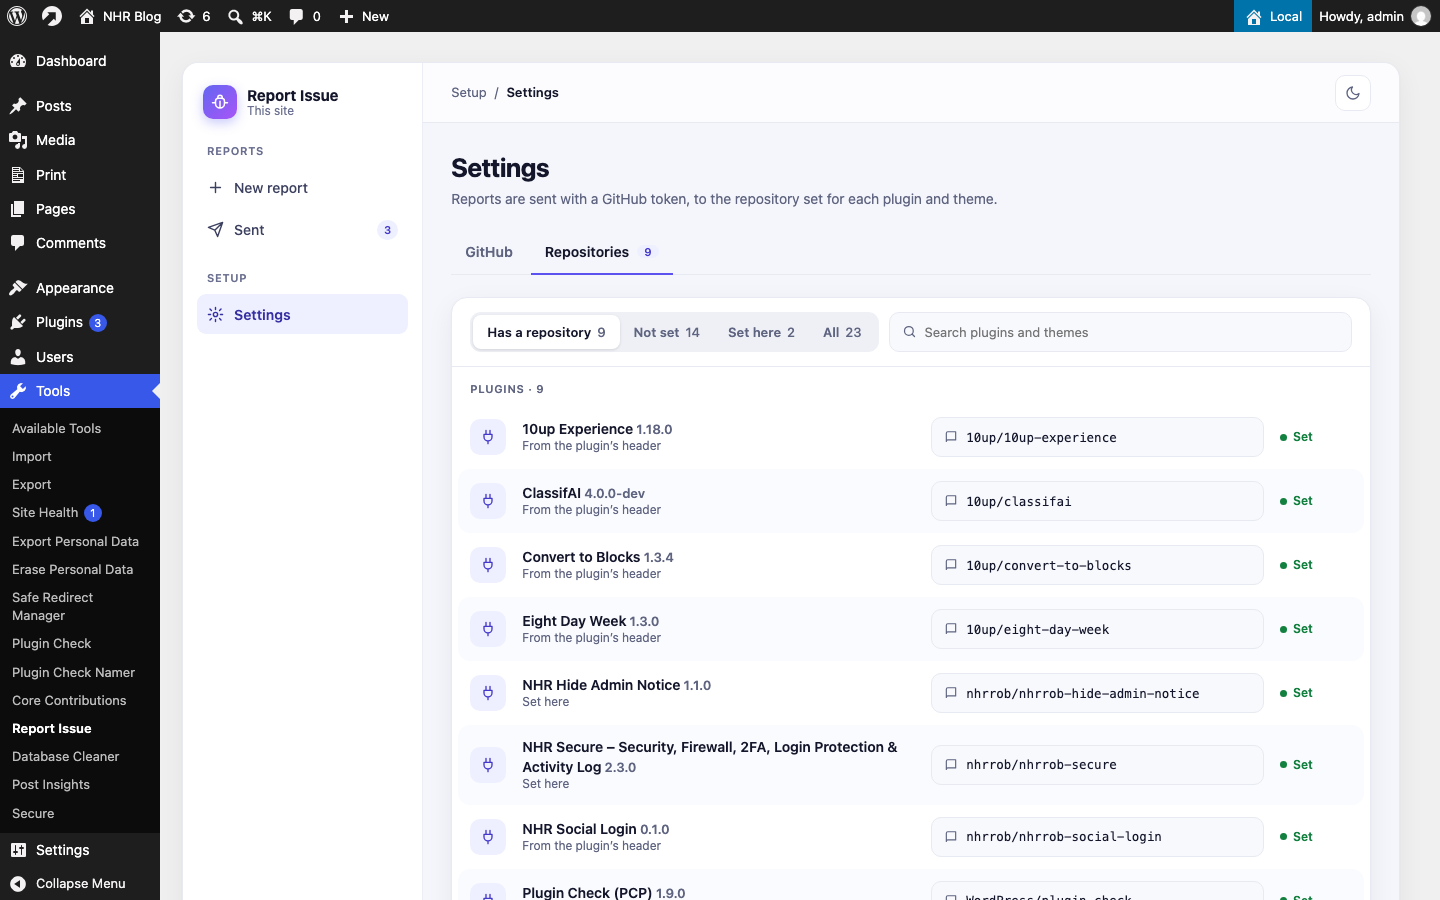 NHR Blog 6 ⌘K 0 New Local Howdy, admin
Dashboard
Posts
Media
Print
Pages
Comments
Appearance
Plugins 3
Users
Tools
Available Tools
Import
Export
Site Health 1
Export Personal Data
Erase Personal Data
Safe Redirect
Manager
Plugin Check
Plugin Check Namer
Core Contributions
Report Issue
Database Cleaner
Post Insights
Secure
Settings
Collapse Menu
Report Issue
This site
REPORTS
New report
Sent 3
SETUP
Settings
Setup / Settings
Settings
Reports are sent with a GitHub token, to the repository set for each plugin and theme.
GitHub Repositories 9
Has a repository 9 Not set 14 Set here 2 All 23 Search plugins and themes
PLUGINS · 9
10up Experience 1.18.0
From the plugin’s header
10up/10up-experience Set
ClassifAI 4.0.0-dev
From the plugin’s header
10up/classifai Set
Convert to Blocks 1.3.4
From the plugin’s header
10up/convert-to-blocks Set
Eight Day Week 1.3.0
From the plugin’s header
10up/eight-day-week Set
NHR Hide Admin Notice 1.1.0
Set here
nhrrob/nhrrob-hide-admin-notice Set
NHR Secure – Security, Firewall, 2FA, Login Protection &
Activity Log 2.3.0
Set here
nhrrob/nhrrob-secure Set
NHR Social Login 0.1.0
From the plugin’s header
nhrrob/nhrrob-social-login Set
Plugin Check (PCP) 1.9.0
WordPress/plugin-check Set